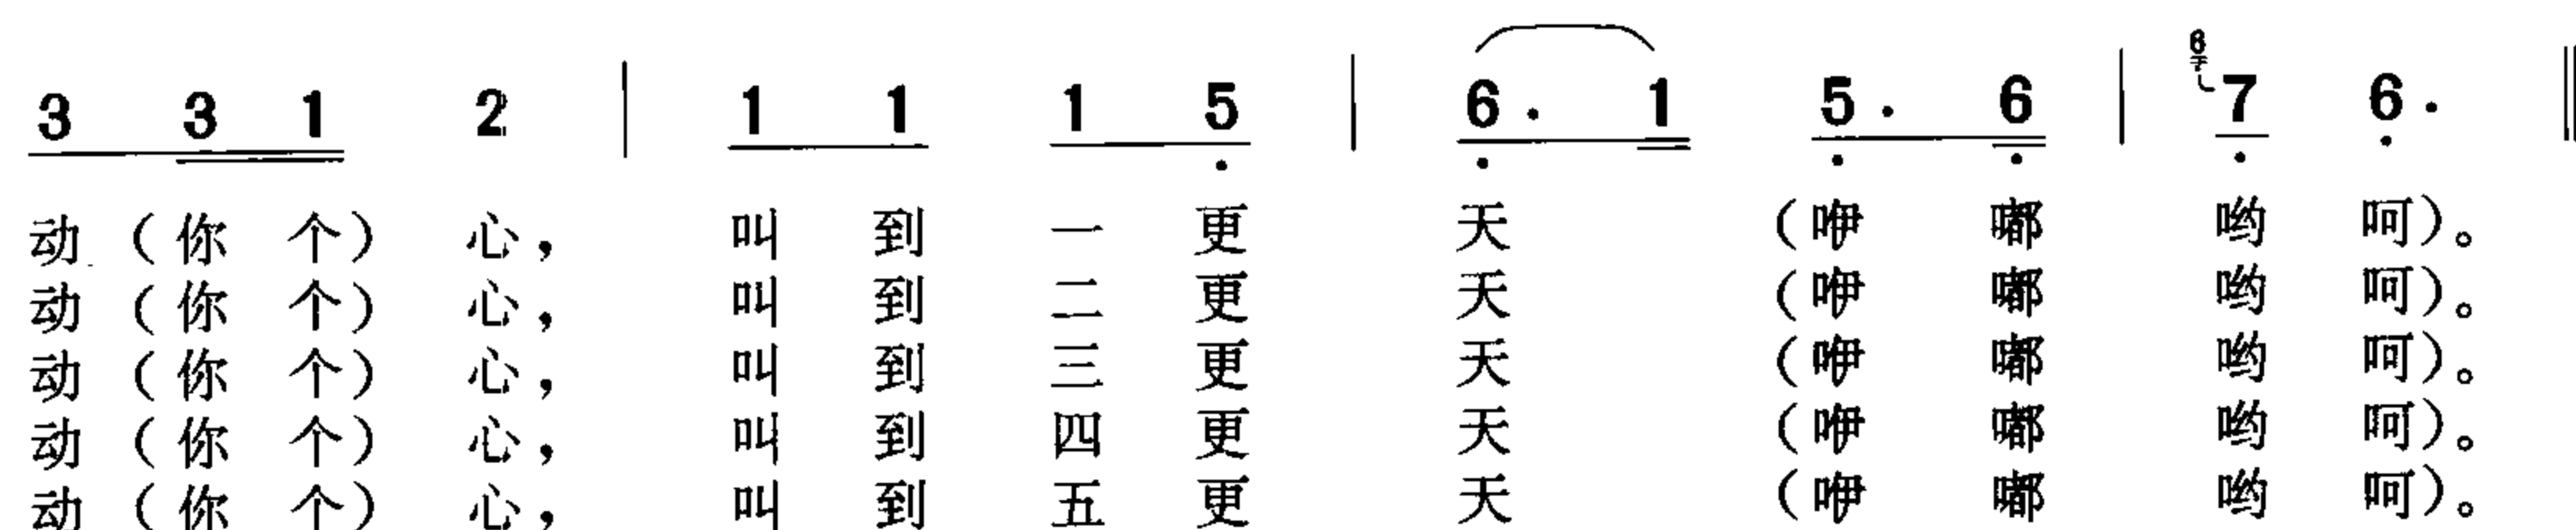 3 3 1 2 | 1 1 1 5 | 6. 1 5. 6 | 6 7 6. ‖
动（你 个）心， 叫 到 一 更 天 （咿 嘟 哟 呵）。
动（你 个）心， 叫 到 二 更 天 （咿 嘟 哟 呵）。
动（你 个）心， 叫 到 三 更 天 （咿 嘟 哟 呵）。
动（你 个）心， 叫 到 四 更 天 （咿 嘟 哟 呵）。
动（你 个）心， 叫 到 五 更 天 （咿 嘟 哟 呵）。